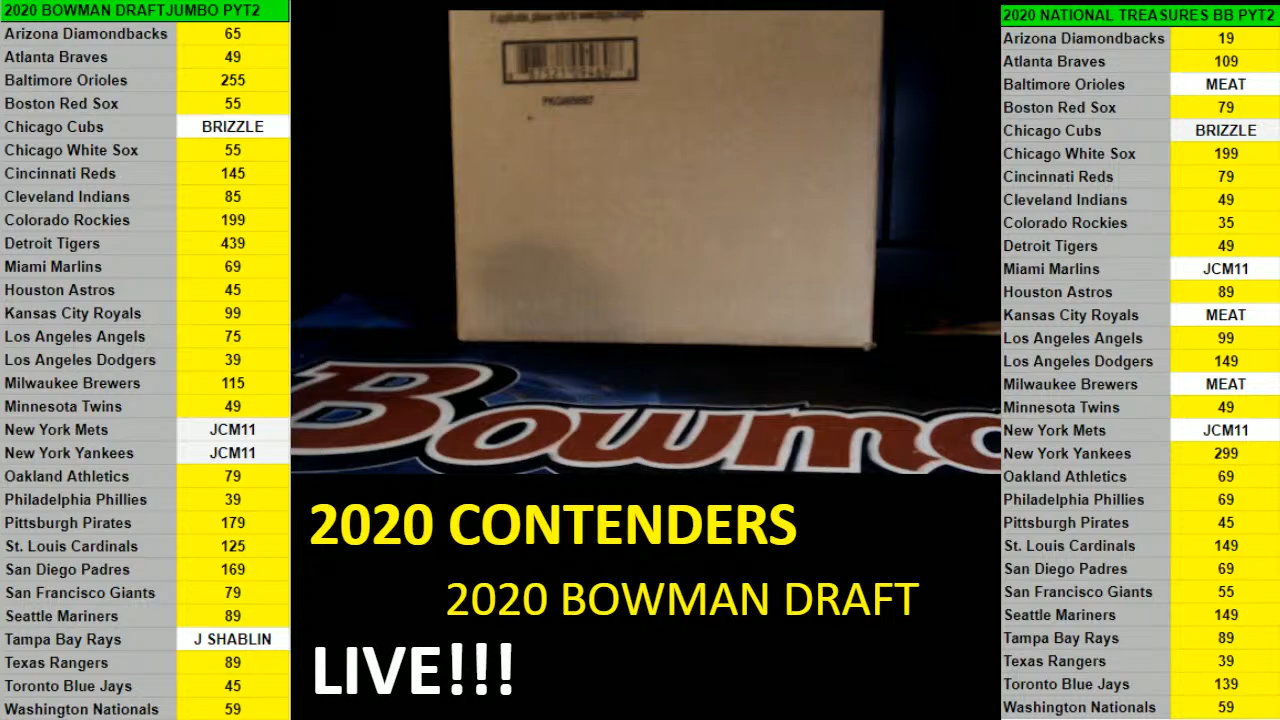 2020 BOWMAN DRAFTJUMBO PYT2
Arizona Diamondbacks 65
Atlanta Braves 49
Baltimore Orioles 255
Boston Red Sox 55
Chicago Cubs BRIZZLE
Chicago White Sox 55
Cincinnati Reds 145
Cleveland Indians 85
Colorado Rockies 199
Detroit Tigers 439
Miami Marlins 69
Houston Astros 45
Kansas City Royals 99
Los Angeles Angels 75
Los Angeles Dodgers 39
Milwaukee Brewers 115
Minnesota Twins 49
New York Mets JCM11
New York Yankees JCM11
Oakland Athletics 79
Philadelphia Phillies 39
Pittsburgh Pirates 179
St. Louis Cardinals 125
San Diego Padres 169
San Francisco Giants 79
Seattle Mariners 89
Tampa Bay Rays J SHABLIN
Texas Rangers 89
Toronto Blue Jays 45
Washington Nationals 59
Bowma
2020 CONTENDERS
2020 BOWMAN DRAFT
LIVE!!!
2020 NATIONAL TREASURES BB PYT2
Arizona Diamondbacks 19
Atlanta Braves 109
Baltimore Orioles MEAT
Boston Red Sox 79
Chicago Cubs BRIZZLE
Chicago White Sox 199
Cincinnati Reds 79
Cleveland Indians 49
Colorado Rockies 35
Detroit Tigers 49
Miami Marlins JCM11
Houston Astros 89
Kansas City Royals MEAT
Los Angeles Angels 99
Los Angeles Dodgers 149
Milwaukee Brewers MEAT
Minnesota Twins 49
New York Mets JCM11
New York Yankees 299
Oakland Athletics 69
Philadelphia Phillies 69
Pittsburgh Pirates 45
St. Louis Cardinals 149
San Diego Padres 69
San Francisco Giants 55
Seattle Mariners 149
Tampa Bay Rays 89
Texas Rangers 39
Toronto Blue Jays 139
Washington Nationals 59